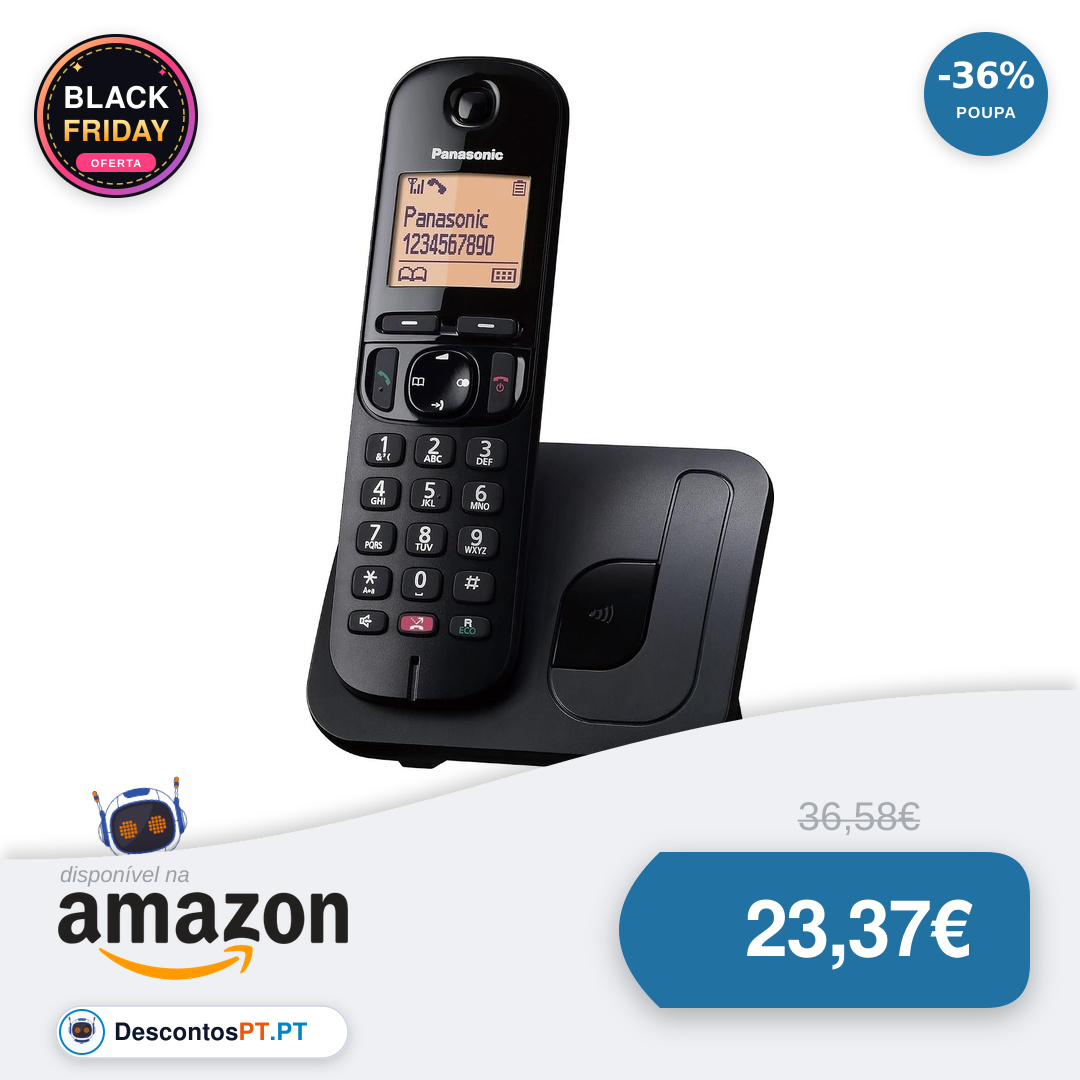 BLACK
FRIDAY
OFERTA
-36%
POUPA
Panasonic
Panasonic
1234567890
1 2 3
&'( ABC DEF
4 5 6
GHI JKL MNO
7 8 9
PQRS TUV WXYZ
* 0 #
A→a
R
ECO
36,58€
23,37€
disponível na
amazon
DescontosPT.PT